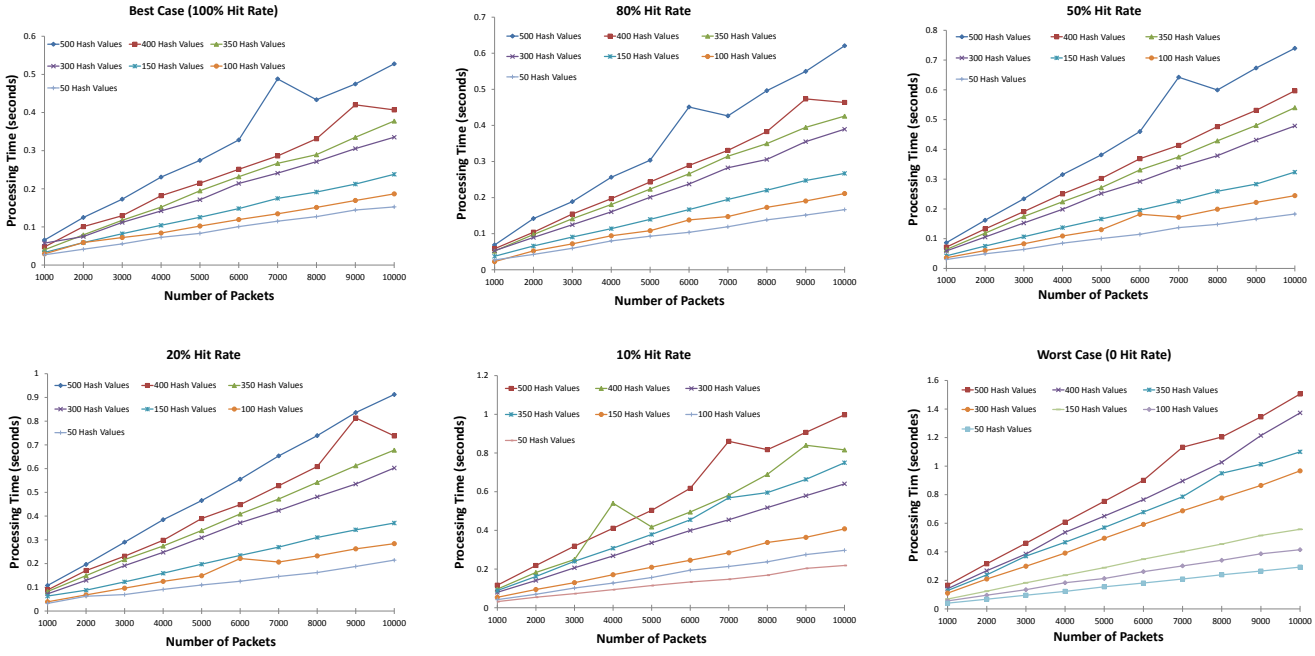 Best Case (100% Hit Rate)
0.6
0.5
0.4
0.3
0.2
0.1
0
500 Hash Values 400 Hash Values 350 Hash Values
300 Hash Values 150 Hash Values 100 Hash Values
50 Hash Values
Processing Time (seconds)
1000 2000 3000 4000 5000 6000 7000 8000 9000 10000
Number of Packets
80% Hit Rate
0.7
0.6
0.5
0.4
0.3
0.2
0.1
0
500 Hash Values 400 Hash Values 350 Hash Values
300 Hash Values 150 Hash Values 100 Hash Values
50 Hash Values
Processing Time (seconds)
1000 2000 3000 4000 5000 6000 7000 8000 9000 10000
Number of Packets
50% Hit Rate
0.8
0.7
0.6
0.5
0.4
0.3
0.2
0.1
0
500 Hash Values 400 Hash Values 350 Hash Values
300 Hash Values 150 Hash Values 100 Hash Values
50 Hash Values
Processing Time (seconds)
1000 2000 3000 4000 5000 6000 7000 8000 9000 10000
Number of Packets
20% Hit Rate
1
0.9
0.8
0.7
0.6
0.5
0.4
0.3
0.2
0.1
0
500 Hash Values 400 Hash Values 350 Hash Values
300 Hash Values 150 Hash Values 100 Hash Values
50 Hash Values
Processing Time (seconds)
1000 2000 3000 4000 5000 6000 7000 8000 9000 10000
Number of Packets
10% Hit Rate
1.2
1
0.8
0.6
0.4
0.2
0
500 Hash Values 400 Hash Values 300 Hash Values
350 Hash Values 150 Hash Values 100 Hash Values
50 Hash Values
Processing Time (seconds)
1000 2000 3000 4000 5000 6000 7000 8000 9000 10000
Number of Packets
Worst Case (0 Hit Rate)
1.6
1.4
1.2
1
0.8
0.6
0.4
0.2
0
500 Hash Values 400 Hash Values 350 Hash Values
300 Hash Values 150 Hash Values 100 Hash Values
50 Hash Values
Processing Tim (secondes)
1000 2000 3000 4000 5000 6000 7000 8000 9000 10000
Number of Packets